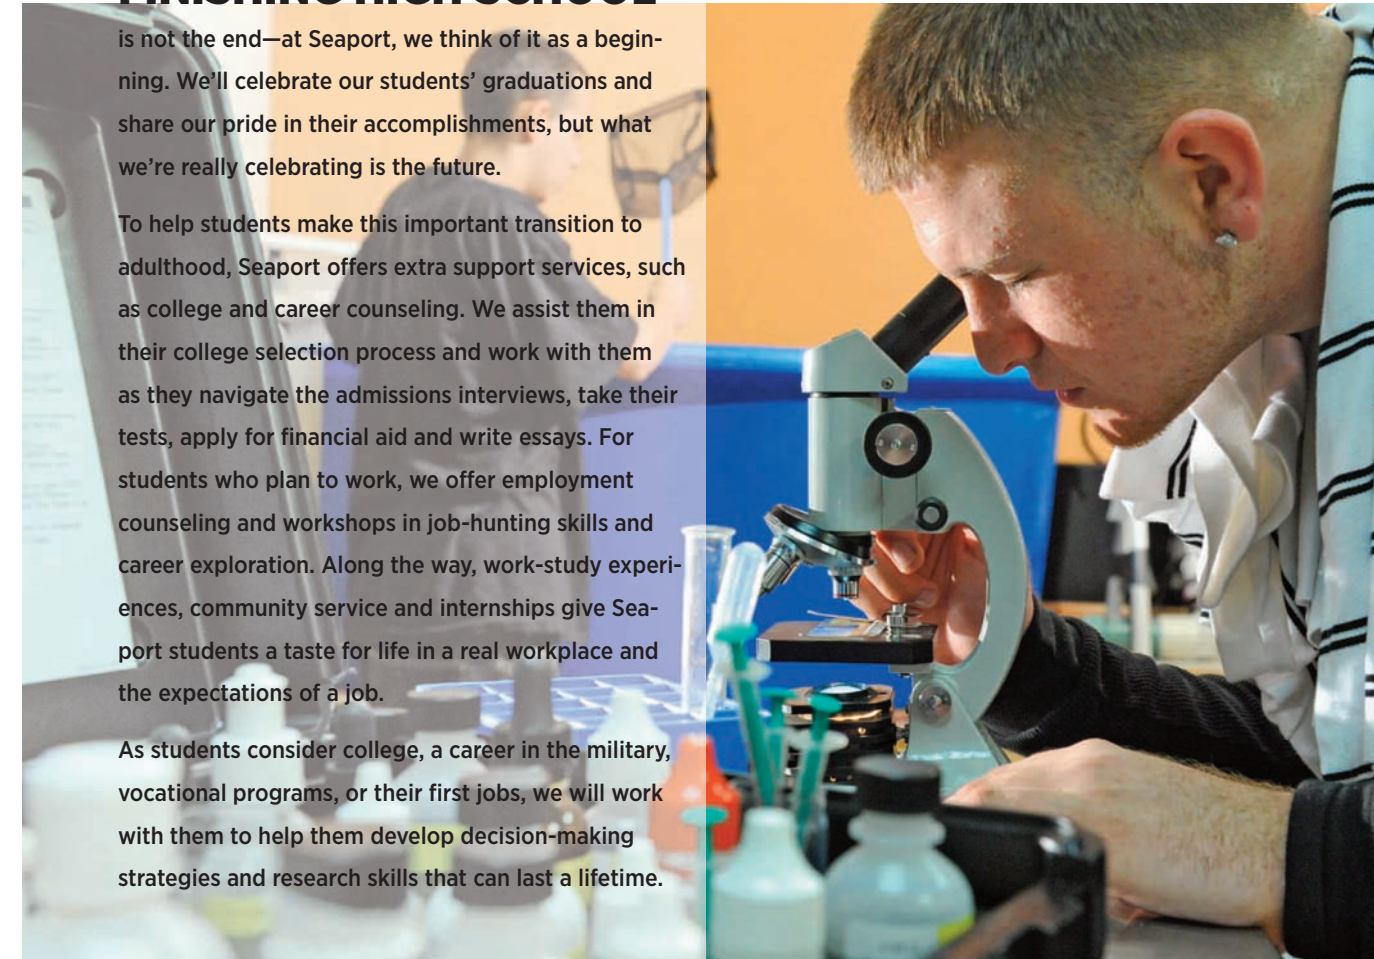 FINISHING HIGH SCHOOL
is not the end—at Seaport, we think of it as a begin-
ning. We’ll celebrate our students’ graduations and
share our pride in their accomplishments, but what
we’re really celebrating is the future.
To help students make this important transition to
adulthood, Seaport offers extra support services, such
as college and career counseling. We assist them in
their college selection process and work with them
as they navigate the admissions interviews, take their
tests, apply for financial aid and write essays. For
students who plan to work, we offer employment
counseling and workshops in job-hunting skills and
career exploration. Along the way, work-study experi-
ences, community service and internships give Sea-
port students a taste for life in a real workplace and
the expectations of a job.
As students consider college, a career in the military,
vocational programs, or their first jobs, we will work
with them to help them develop decision-making
strategies and research skills that can last a lifetime.